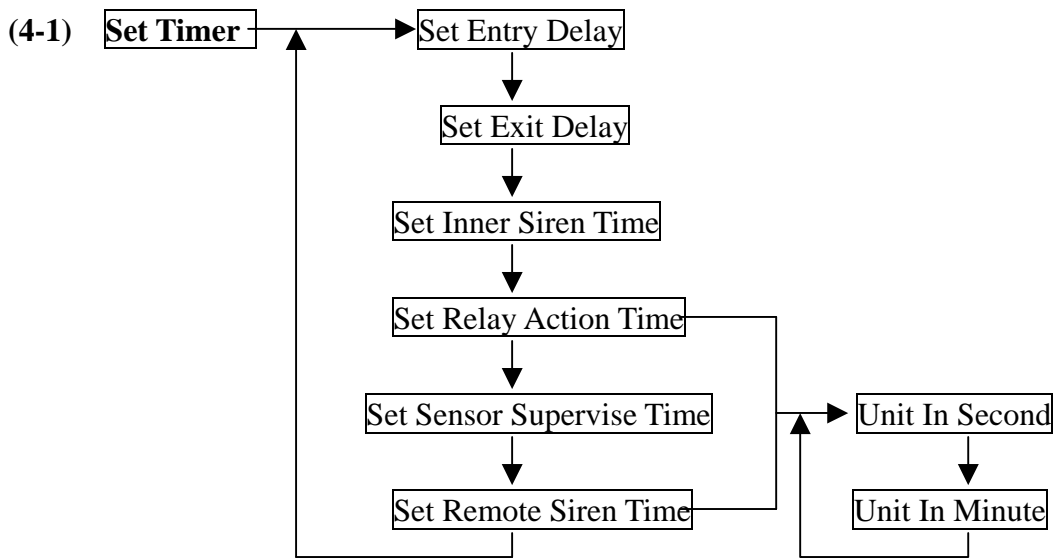 (4-1) Set Timer Set Entry Delay
Set Exit Delay
Set Inner Siren Time
Set Relay Action Time
Set Sensor Supervise Time Unit In Second
Set Remote Siren Time Unit In Minute